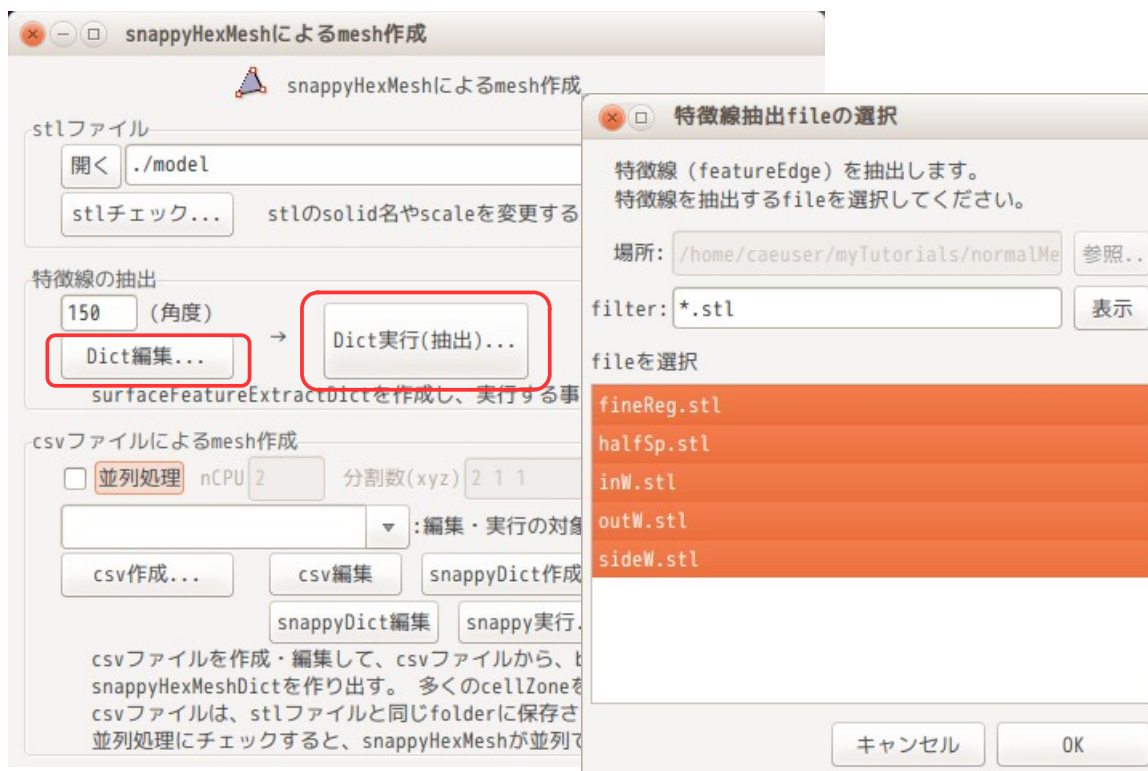 snappyHexMeshによるmesh作成
snappyHexMeshによるmesh作成
stlファイル
開く ./model
stlチェック... stlのsolid名やscaleを変更する
特徴線の抽出
150 (角度)
→
Dict編集...
Dict実行(抽出)...
surfaceFeatureExtractDictを作成し、実行する事
csvファイルによるmesh作成
並列処理 nCPU 2 分割数(xyz) 2 1 1
:編集・実行の対象
csv作成... csv編集 snappyDict作成
snappyDict編集 snappy実行.
csvファイルを作成・編集して、csvファイルから、b
snappyHexMeshDictを作り出す。 多くのcellZoneを
csvファイルは、stlファイルと同じfolderに保存さ
並列処理にチェックすると、snappyHexMeshが並列で
特徴線抽出fileの選択
特徴線 (featureEdge) を抽出します。
特徴線を抽出するfileを選択してください。
場所: /home/caeuser/myTutorials/normalMe 参照..
filter: *.stl 表示
fileを選択
fineReg.stl
halfSp.stl
inW.stl
outW.stl
sideW.stl
キャンセル OK